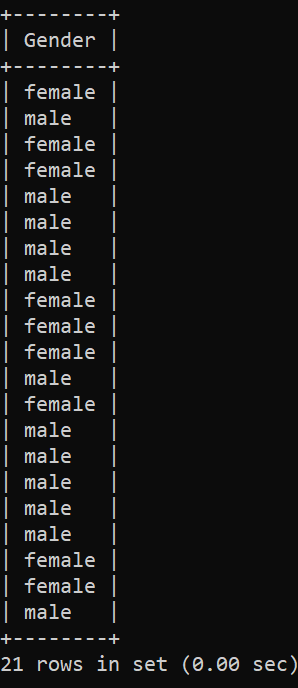 +--------+
| Gender |
+--------+
| female |
| male   |
| female |
| female |
| male   |
| male   |
| male   |
| male   |
| female |
| female |
| female |
| male   |
| female |
| male   |
| male   |
| male   |
| male   |
| male   |
| female |
| female |
| male   |
+--------+
21 rows in set (0.00 sec)